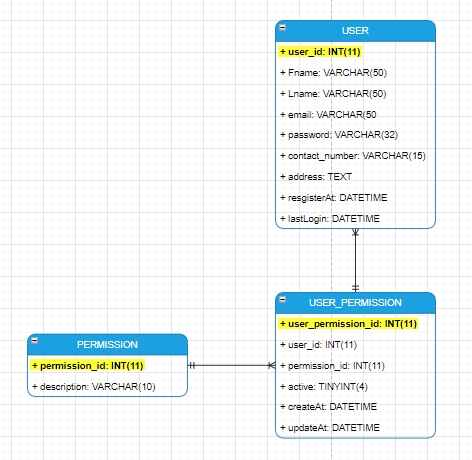 USER
+ user_id: INT(11)
+ Fname: VARCHAR(50)
+ Lname: VARCHAR(50)
+ email: VARCHAR(50
+ password: VARCHAR(32)
+ contact_number: VARCHAR(15)
+ address: TEXT
+ resgisterAt: DATETIME
+ lastLogin: DATETIME
USER_PERMISSION
+ user_permission_id: INT(11)
+ user_id: INT(11)
+ permission_id: INT(11)
+ active: TINYINT(4)
+ createAt: DATETIME
+ updateAt: DATETIME
PERMISSION
+ permission_id: INT(11)
+ description: VARCHAR(10)